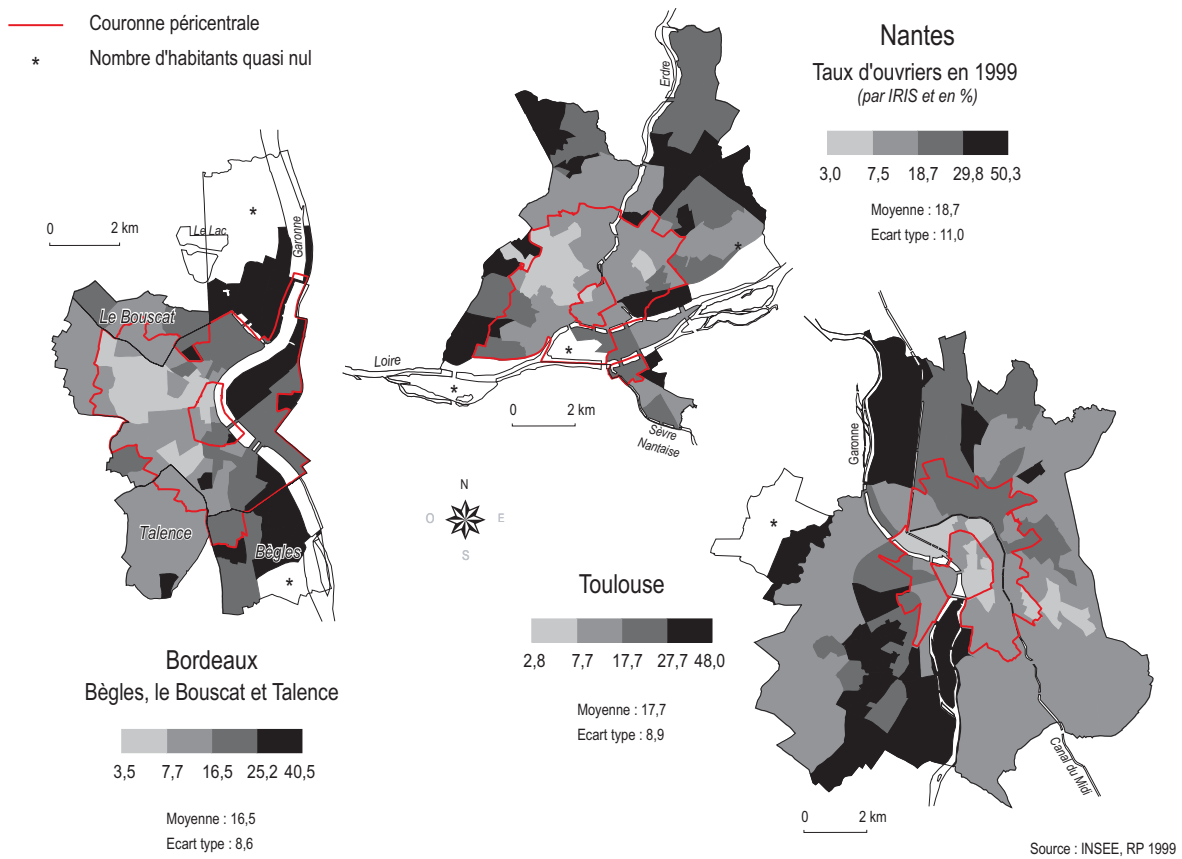 Couronne péricentrale
* Nombre d'habitants quasi nul
Nantes
Taux d'ouvriers en 1999
(par IRIS et en %)
3,0 7,5 18,7 29,8 50,3
Moyenne : 18,7
Ecart type : 11,0
Erdre
*
*
*
Loire
0 2 km
Sèvre
Nantaise
0 2 km
*
Le Lac
Garonne
Le Bouscat
Talence
Bègles
*
Bordeaux
Bègles, le Bouscat et Talence
3,5 7,7 16,5 25,2 40,5
Moyenne : 16,5
Ecart type : 8,6
N
O E
S
Toulouse
2,8 7,7 17,7 27,7 48,0
Moyenne : 17,7
Ecart type : 8,9
Garonne
*
Canal du Midi
0 2 km
Source : INSEE, RP 1999